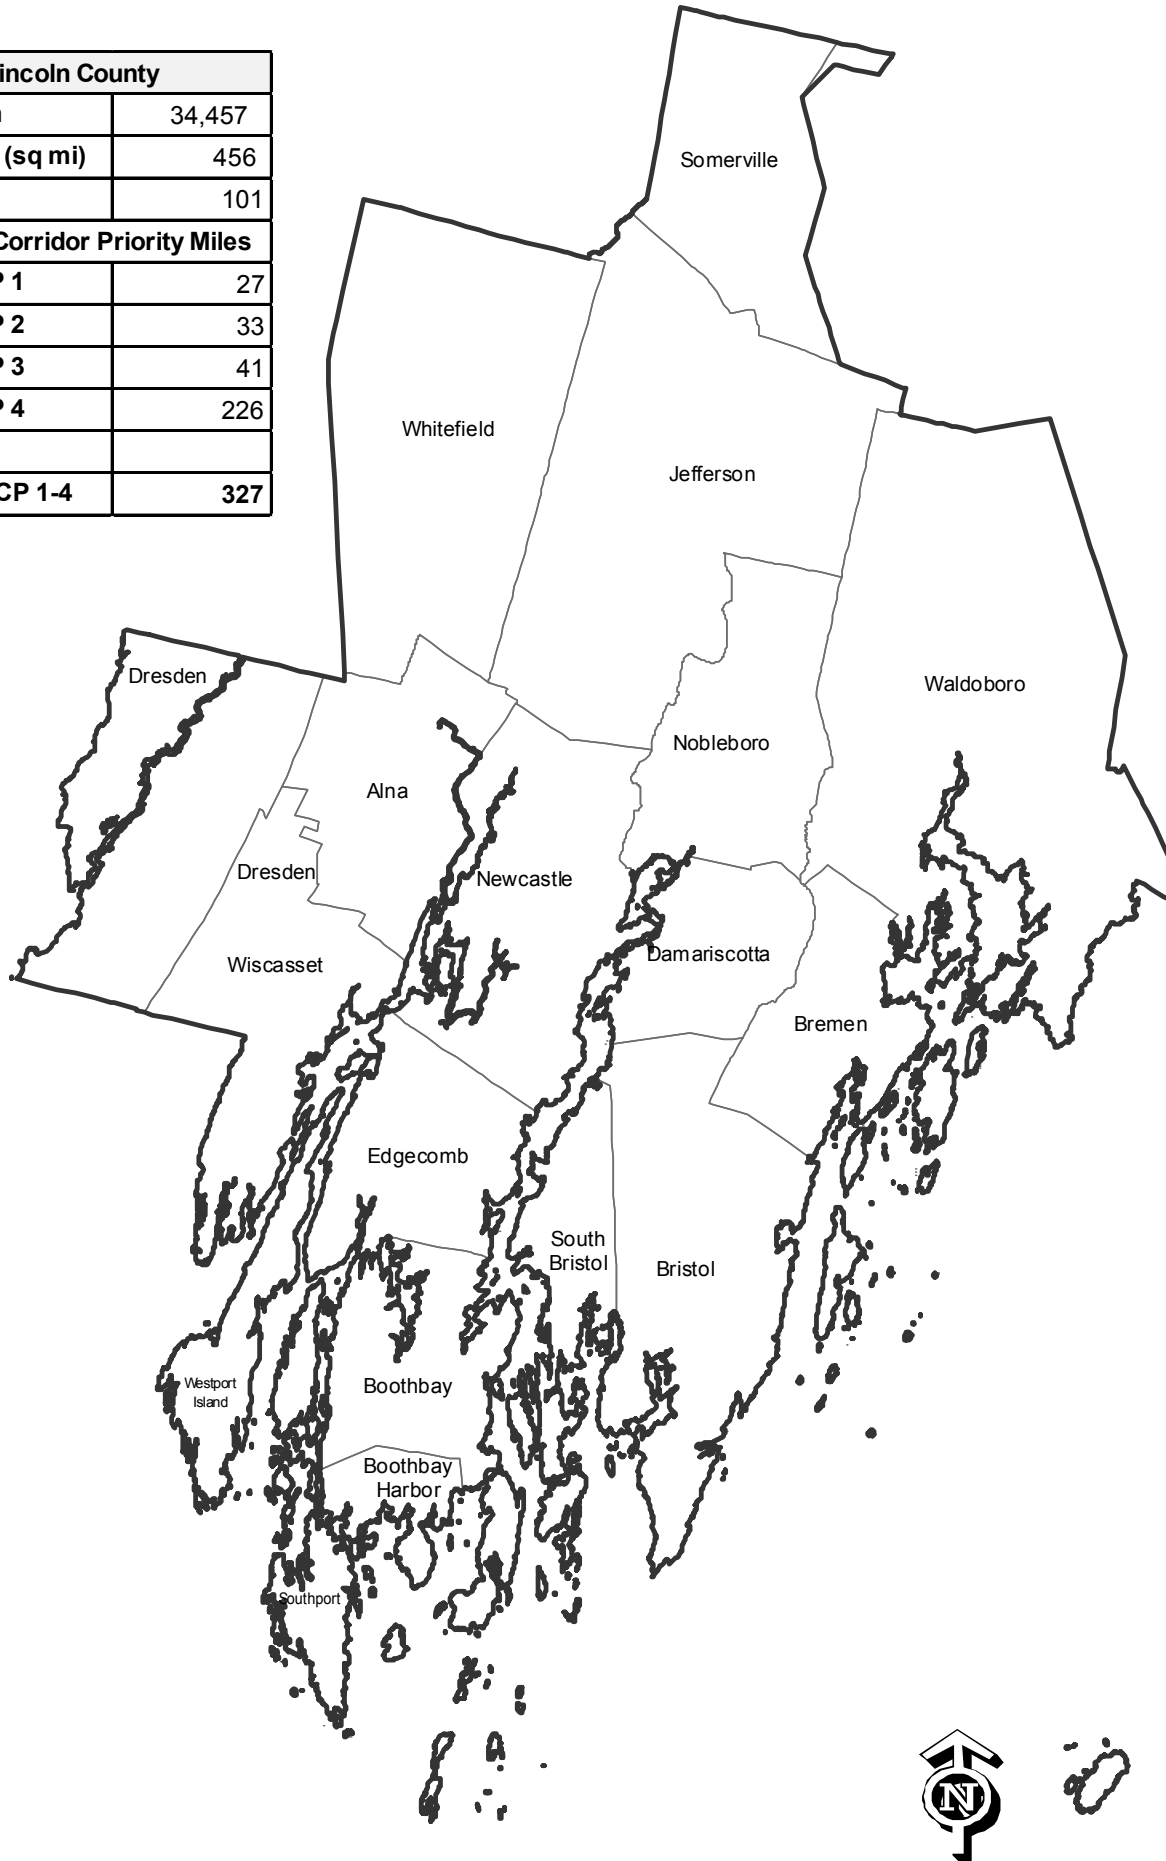 incoln County
n 34,457
(sq mi) 456
101
Corridor Priority Miles
P 1 27
P 2 33
P 3 41
P 4 226
CP 1-4 327
Somerville
Whitefield
Jefferson
Dresden
Waldoboro
Nobleboro
Alna
Dresden
Newcastle
Damariscotta
Wiscasset
Bremen
Edgecomb
South
Bristol
Bristol
Westport
Island
Boothbay
Boothbay
Harbor
Southport
N